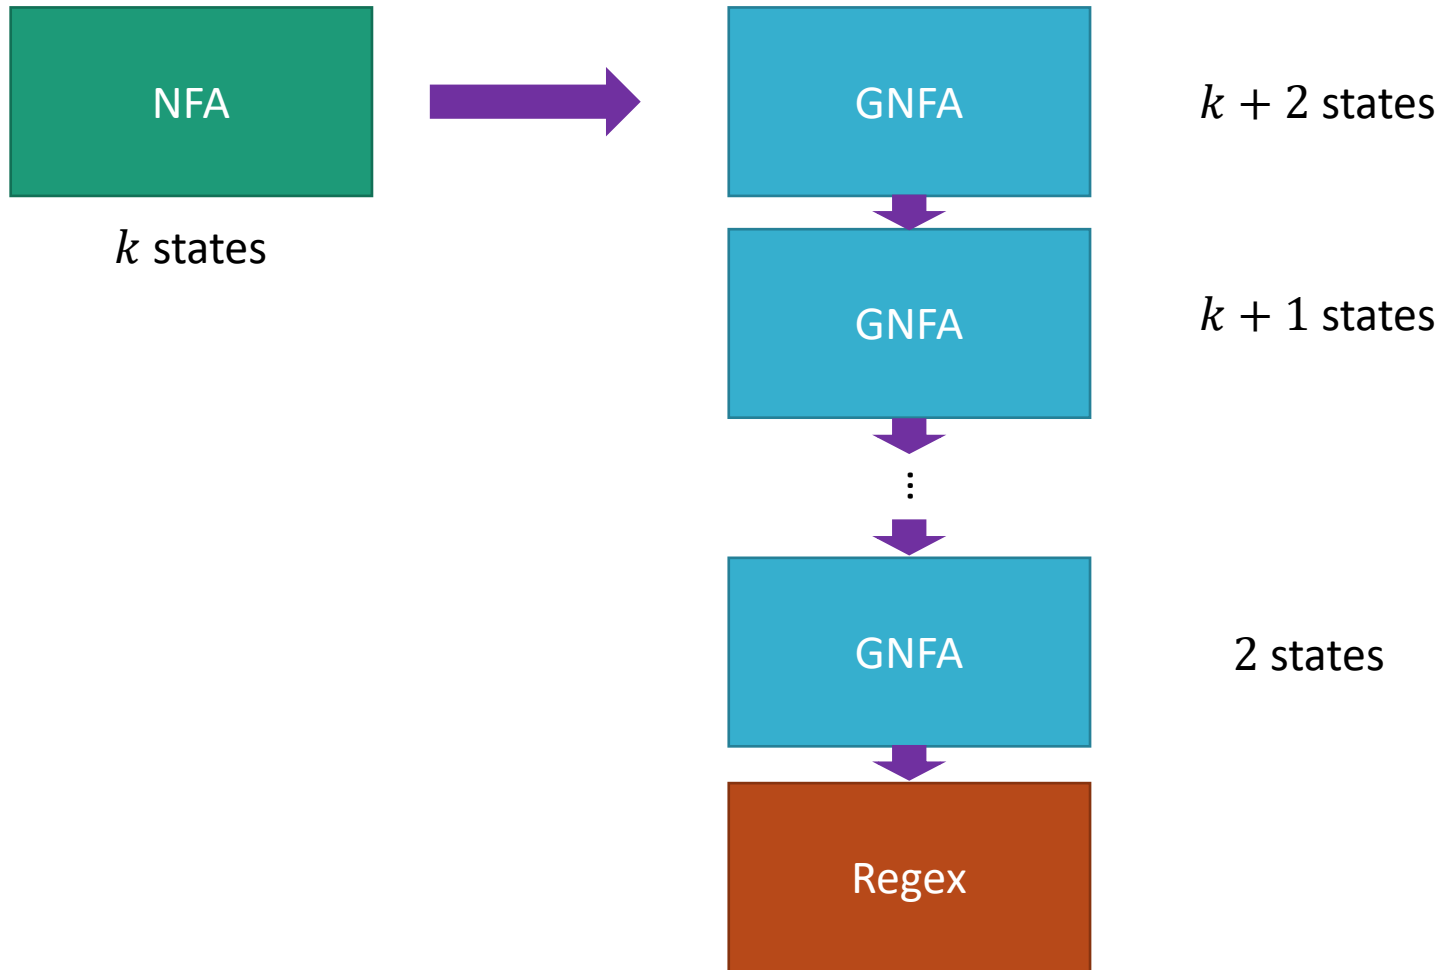 NFA
GNFA
k + 2 states
k states
GNFA
k + 1 states
⋮
GNFA
2 states
Regex